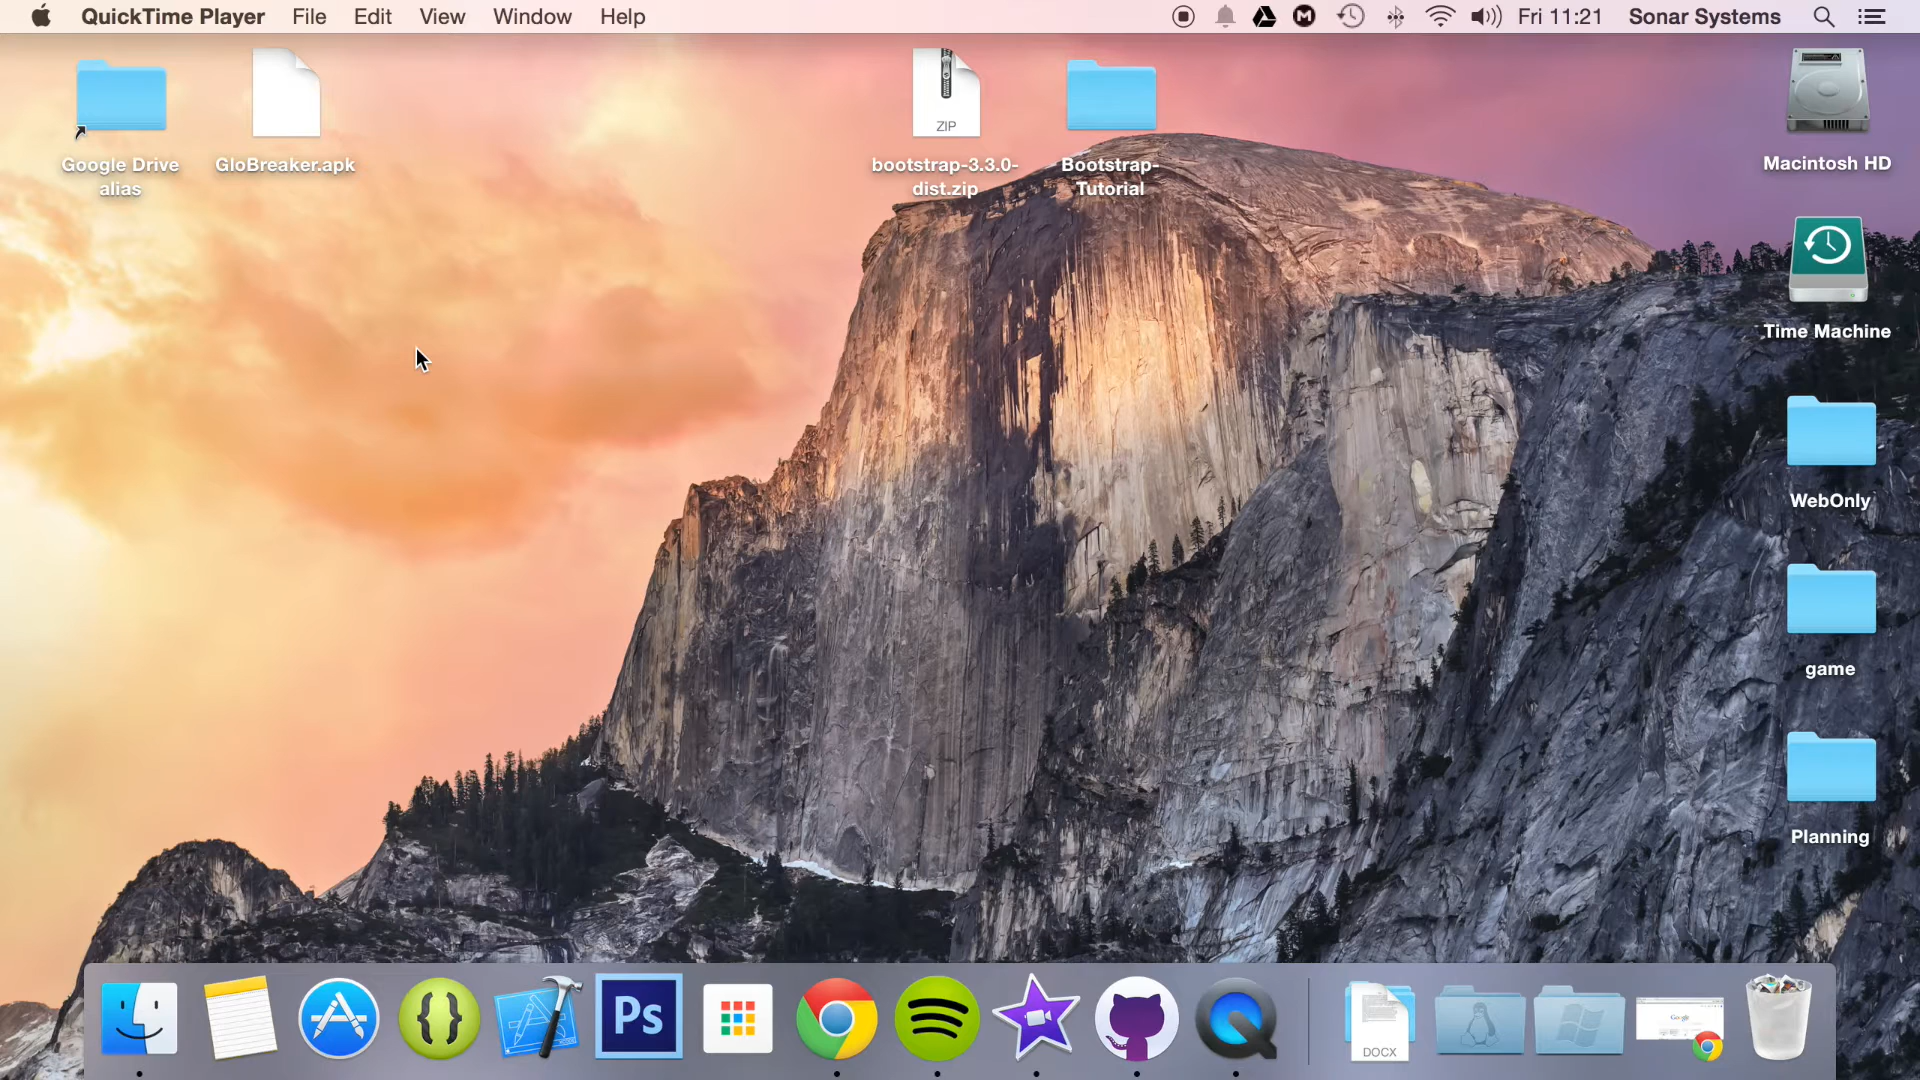 QuickTime Player File Edit View Window Help Fri 11:21 Sonar Systems
Google Drive
alias
GloBreaker.apk
ZIP
bootstrap-3.3.0-
dist.zip
Bootstrap-
Tutorial
Macintosh HD
Time Machine
WebOnly
game
Planning
Ps
DOCX
Google